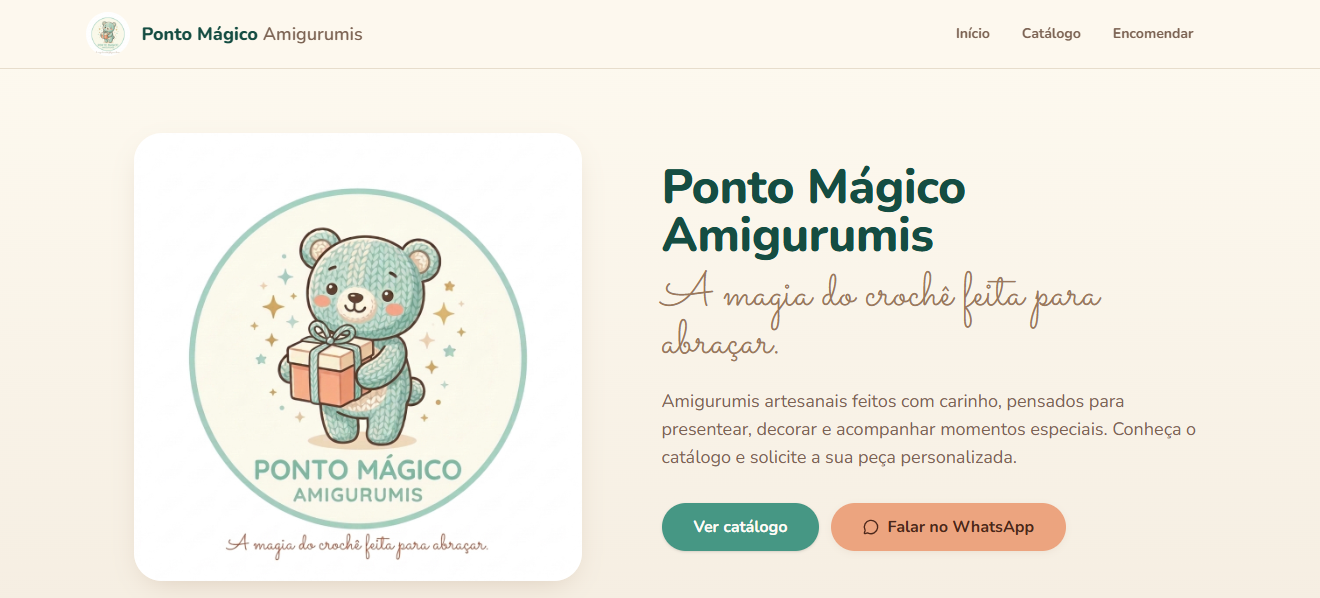 Ponto Mágico Amigurumis
Início
Catálogo
Encomendar
PONTO MÁGICO
AMIGURUMIS
A magia do crochê feita para abraçar.
Ponto Mágico
Amigurumis
A magia do crochê feita para
abraçar.
Amigurumis artesanais feitos com carinho, pensados para
presentear, decorar e acompanhar momentos especiais. Conheça o
catálogo e solicite a sua peça personalizada.
Ver catálogo
Falar no WhatsApp